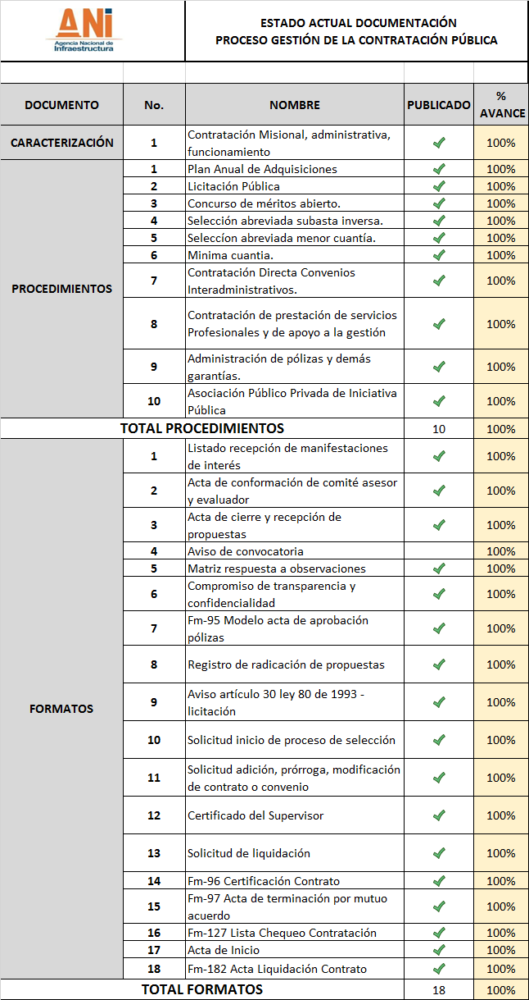 ANI
Agencia Nacional de
Infraestructura
ESTADO ACTUAL DOCUMENTACIÓN
PROCESO GESTIÓN DE LA CONTRATACIÓN PÚBLICA
DOCUMENTO No. NOMBRE PUBLICADO % AVANCE
CARACTERIZACIÓN 1 Contratación Misional, administrativa,
funcionamiento 100%
PROCEDIMIENTOS
1 Plan Anual de Adquisiciones 100%
2 Licitación Pública 100%
3 Concurso de méritos abierto. 100%
4 Selección abreviada subasta inversa. 100%
5 Seleccíon abreviada menor cuantía. 100%
6 Minima cuantia. 100%
7 Contratación Directa Convenios
Interadministrativos. 100%
8 Contratación de prestación de servicios
Profesionales y de apoyo a la gestión 100%
9 Administración de pólizas y demás
garantías. 100%
10 Asociación Público Privada de Iniciativa
Pública 100%
TOTAL PROCEDIMIENTOS 10 100%
FORMATOS
1 Listado recepción de manifestaciones
de interés 100%
2 Acta de conformación de comité asesor
y evaluador 100%
3 Acta de cierre y recepción de
propuestas 100%
4 Aviso de convocatoria 100%
5 Matriz respuesta a observaciones 100%
6 Compromiso de transparencia y
confidencialidad 100%
7 Fm-95 Modelo acta de aprobación
pólizas 100%
8 Registro de radicación de propuestas 100%
9 Aviso artículo 30 ley 80 de 1993 -
licitación 100%
10 Solicitud inicio de proceso de selección 100%
11 Solicitud adición, prórroga, modificación
de contrato o convenio 100%
12 Certificado del Supervisor 100%
13 Solicitud de liquidación 100%
14 Fm-96 Certificación Contrato 100%
15 Fm-97 Acta de terminación por mutuo
acuerdo 100%
16 Fm-127 Lista Chequeo Contratación 100%
17 Acta de Inicio 100%
18 Fm-182 Acta Liquidación Contrato 100%
TOTAL FORMATOS 18 100%